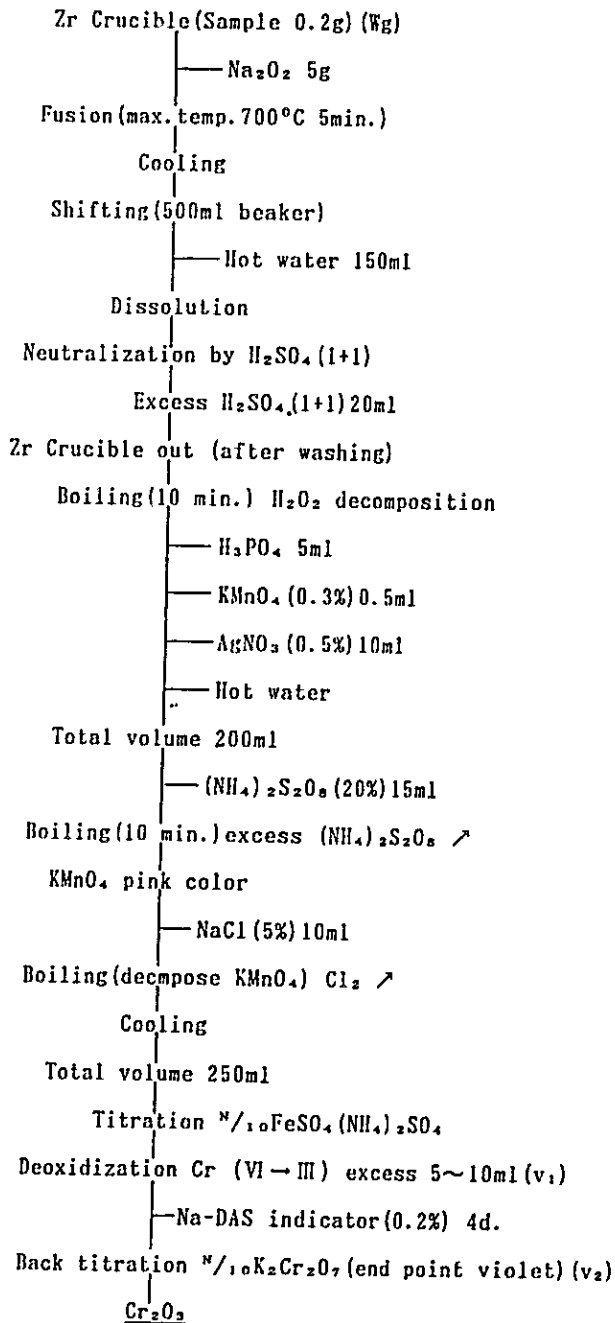 Zr Crucible(Sample 0.2g)(Wg)
Na₂O₂ 5g
Fusion(max.temp.700°C 5min.)
Cooling
Shifting(500ml beaker)
Hot water 150ml
Dissolution
Neutralization by H₂SO₄(1+1)
Excess H₂SO₄.(1+1)20ml
Zr Crucible out (after washing)
Boiling(10 min.) H₂O₂ decomposition
H₃PO₄ 5ml
KMnO₄(0.3%)0.5ml
AgNO₃(0.5%)10ml
Hot water
Total volume 200ml
(NH₄)₂S₂O₈(20%)15ml
Boiling(10 min.)excess (NH₄)₂S₂O₈ ↗
KMnO₄ pink color
NaCl(5%)10ml
Boiling(decmpose KMnO₄) Cl₂ ↗
Cooling
Total volume 250ml
Titration ᴺ/₁₀FeSO₄(NH₄)₂SO₄
Deoxidization Cr (VI → III) excess 5~10ml(v₁)
Na-DAS indicator(0.2%) 4d.
Back titration ᴺ/₁₀K₂Cr₂O₇(end point violet)(v₂)
Cr₂O₃